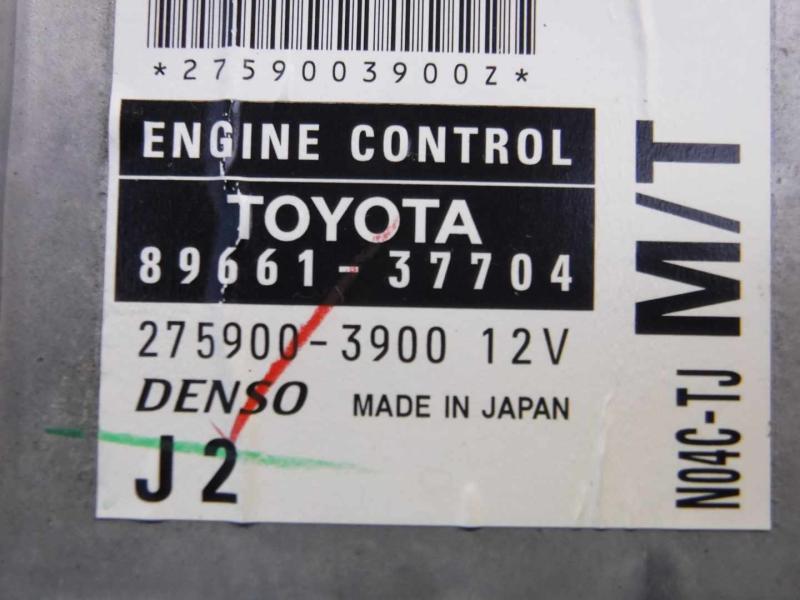 *2759003900Z*
ENGINE CONTROL
TOYOTA
89661-37704
275900-3900 12V
DENSO MADE IN JAPAN
J2
M/T
N04C-TJ